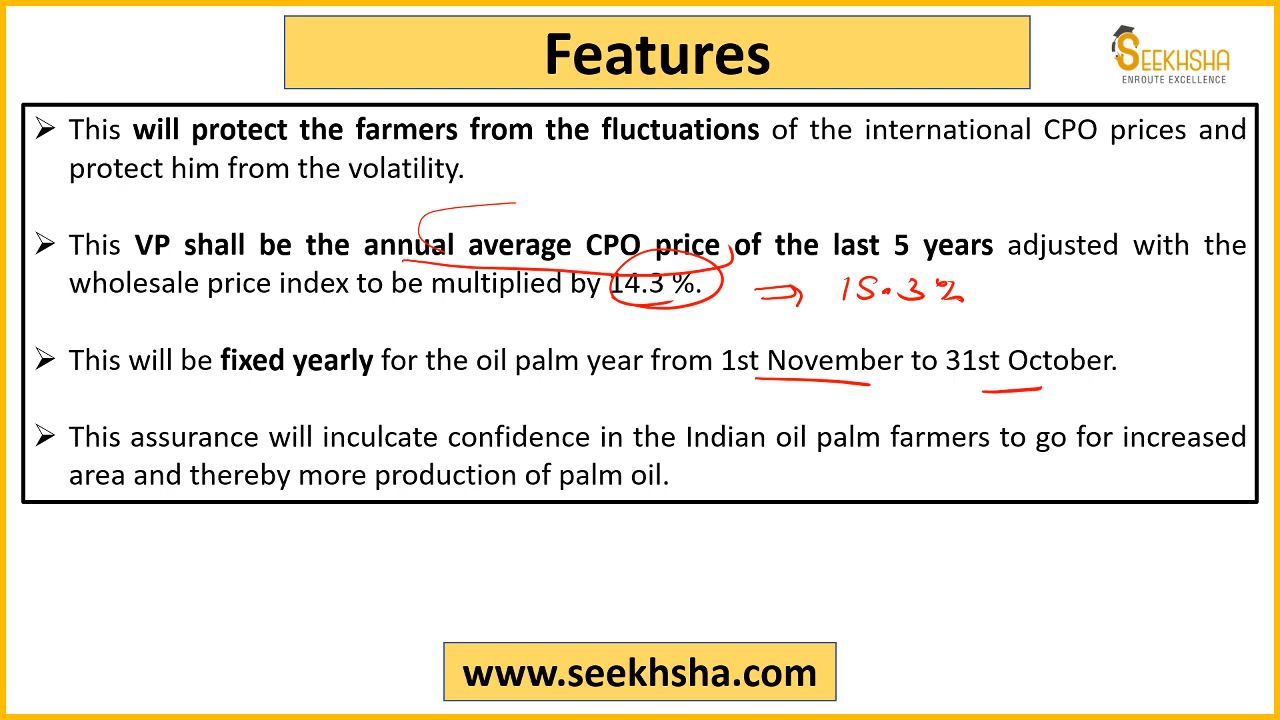 Features
SEEKHSHA
ENROUTE EXCELLENCE
➢ This will protect the farmers from the fluctuations of the international CPO prices and
protect him from the volatility.
➢ This VP shall be the annual average CPO price of the last 5 years adjusted with the
wholesale price index to be multiplied by 14.3 %.
⇒ 15.3%
➢ This will be fixed yearly for the oil palm year from 1st November to 31st October.
➢ This assurance will inculcate confidence in the Indian oil palm farmers to go for increased
area and thereby more production of palm oil.
www.seekhsha.com